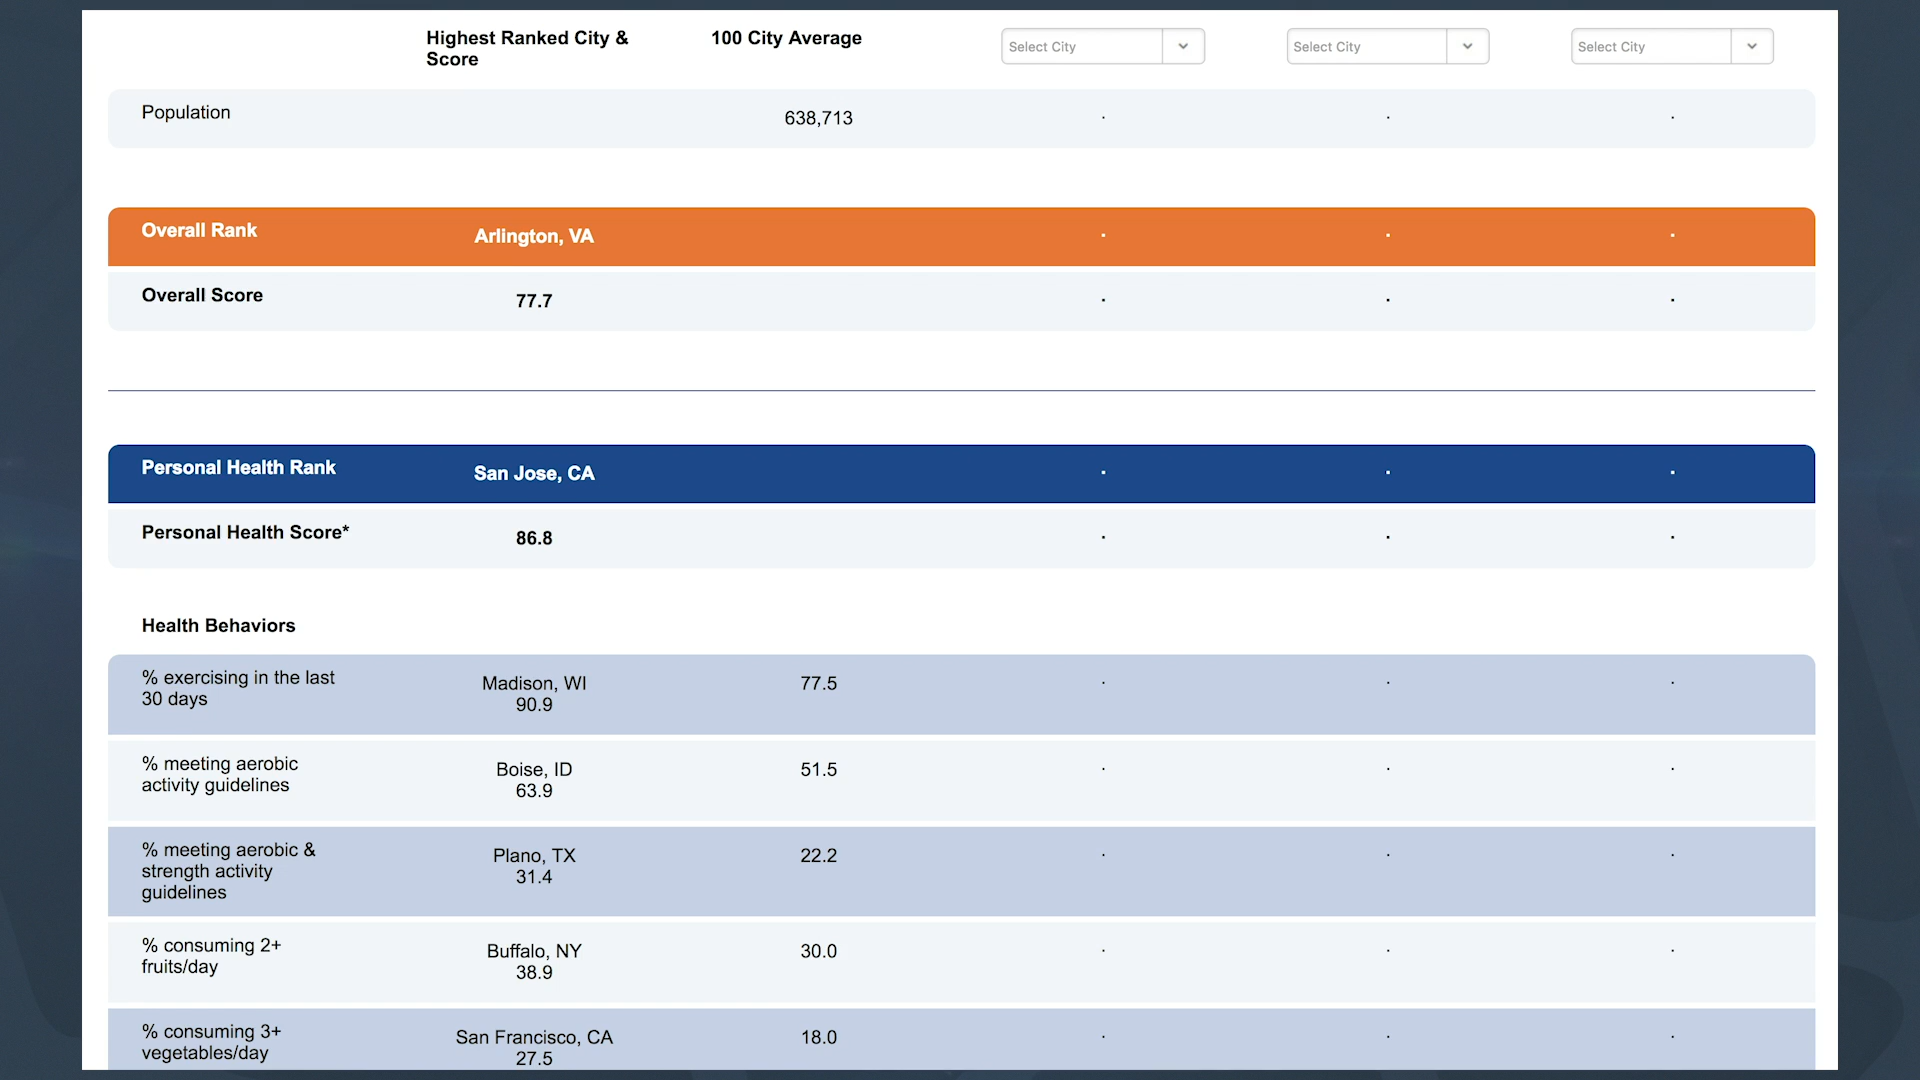 Highest Ranked City &
Score
100 City Average
Select City
Select City
Select City
Population
638,713
Overall Rank
Arlington, VA
Overall Score
77.7
Personal Health Rank
San Jose, CA
Personal Health Score*
86.8
Health Behaviors
% exercising in the last
30 days
Madison, WI
90.9
77.5
% meeting aerobic
activity guidelines
Boise, ID
63.9
51.5
% meeting aerobic &
strength activity
guidelines
Plano, TX
31.4
22.2
% consuming 2+
fruits/day
Buffalo, NY
38.9
30.0
% consuming 3+
vegetables/day
San Francisco, CA
27.5
18.0